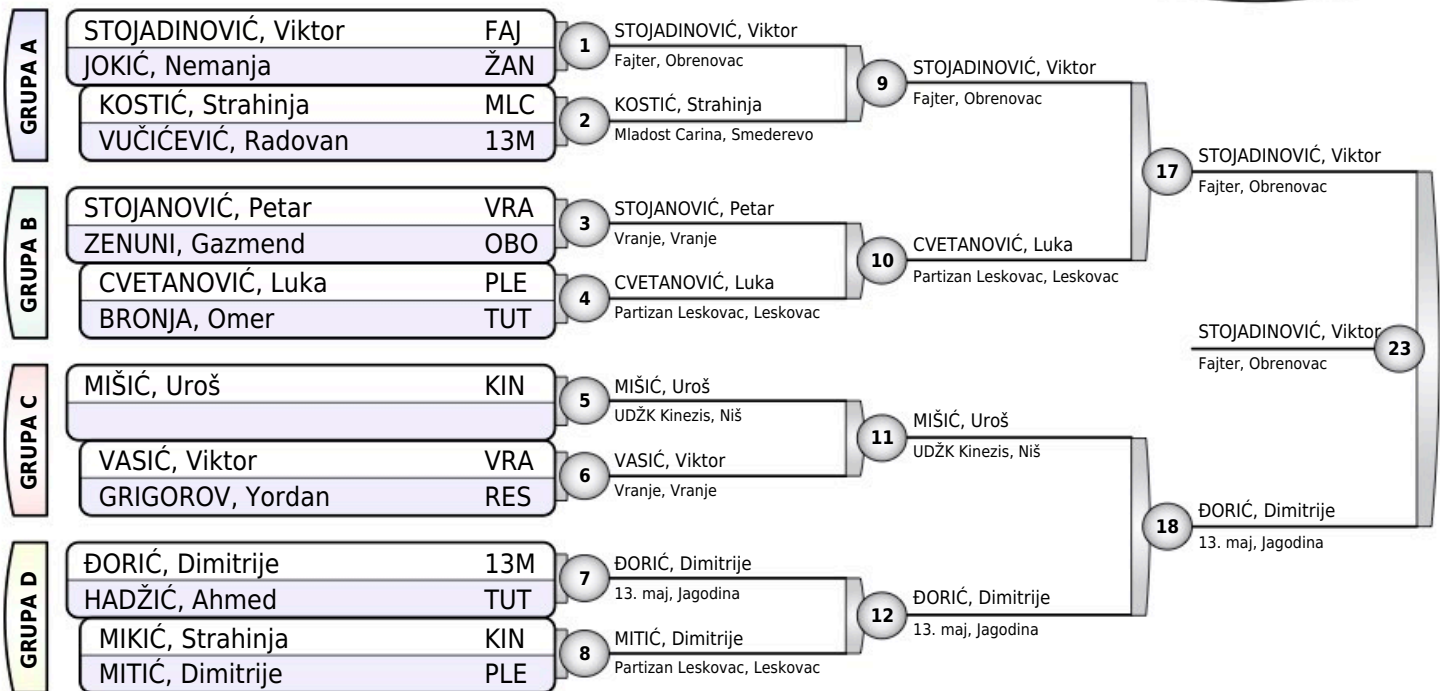 GRUPA A
STOJADINOVIĆ, Viktor FAJ
JOKIĆ, Nemanja ŽAN
KOSTIĆ, Strahinja MLC
VUČIĆEVIĆ, Radovan 13M
GRUPA B
STOJANOVIĆ, Petar VRA
ZENUNI, Gazmend OBO
CVETANOVIĆ, Luka PLE
BRONJA, Omer TUT
GRUPA C
MIŠIĆ, Uroš KIN
VASIĆ, Viktor VRA
GRIGOROV, Yordan RES
GRUPA D
ĐORIĆ, Dimitrije 13M
HADŽIĆ, Ahmed TUT
MIKIĆ, Strahinja KIN
MITIĆ, Dimitrije PLE
1
STOJADINOVIĆ, Viktor
Fajter, Obrenovac
2
KOSTIĆ, Strahinja
Mladost Carina, Smederevo
3
STOJANOVIĆ, Petar
Vranje, Vranje
4
CVETANOVIĆ, Luka
Partizan Leskovac, Leskovac
5
MIŠIĆ, Uroš
UDŽK Kinezis, Niš
6
VASIĆ, Viktor
Vranje, Vranje
7
ĐORIĆ, Dimitrije
13. maj, Jagodina
8
MITIĆ, Dimitrije
Partizan Leskovac, Leskovac
9
STOJADINOVIĆ, Viktor
Fajter, Obrenovac
10
CVETANOVIĆ, Luka
Partizan Leskovac, Leskovac
11
MIŠIĆ, Uroš
UDŽK Kinezis, Niš
12
ĐORIĆ, Dimitrije
13. maj, Jagodina
17
STOJADINOVIĆ, Viktor
Fajter, Obrenovac
18
ĐORIĆ, Dimitrije
13. maj, Jagodina
STOJADINOVIĆ, Viktor
23
Fajter, Obrenovac